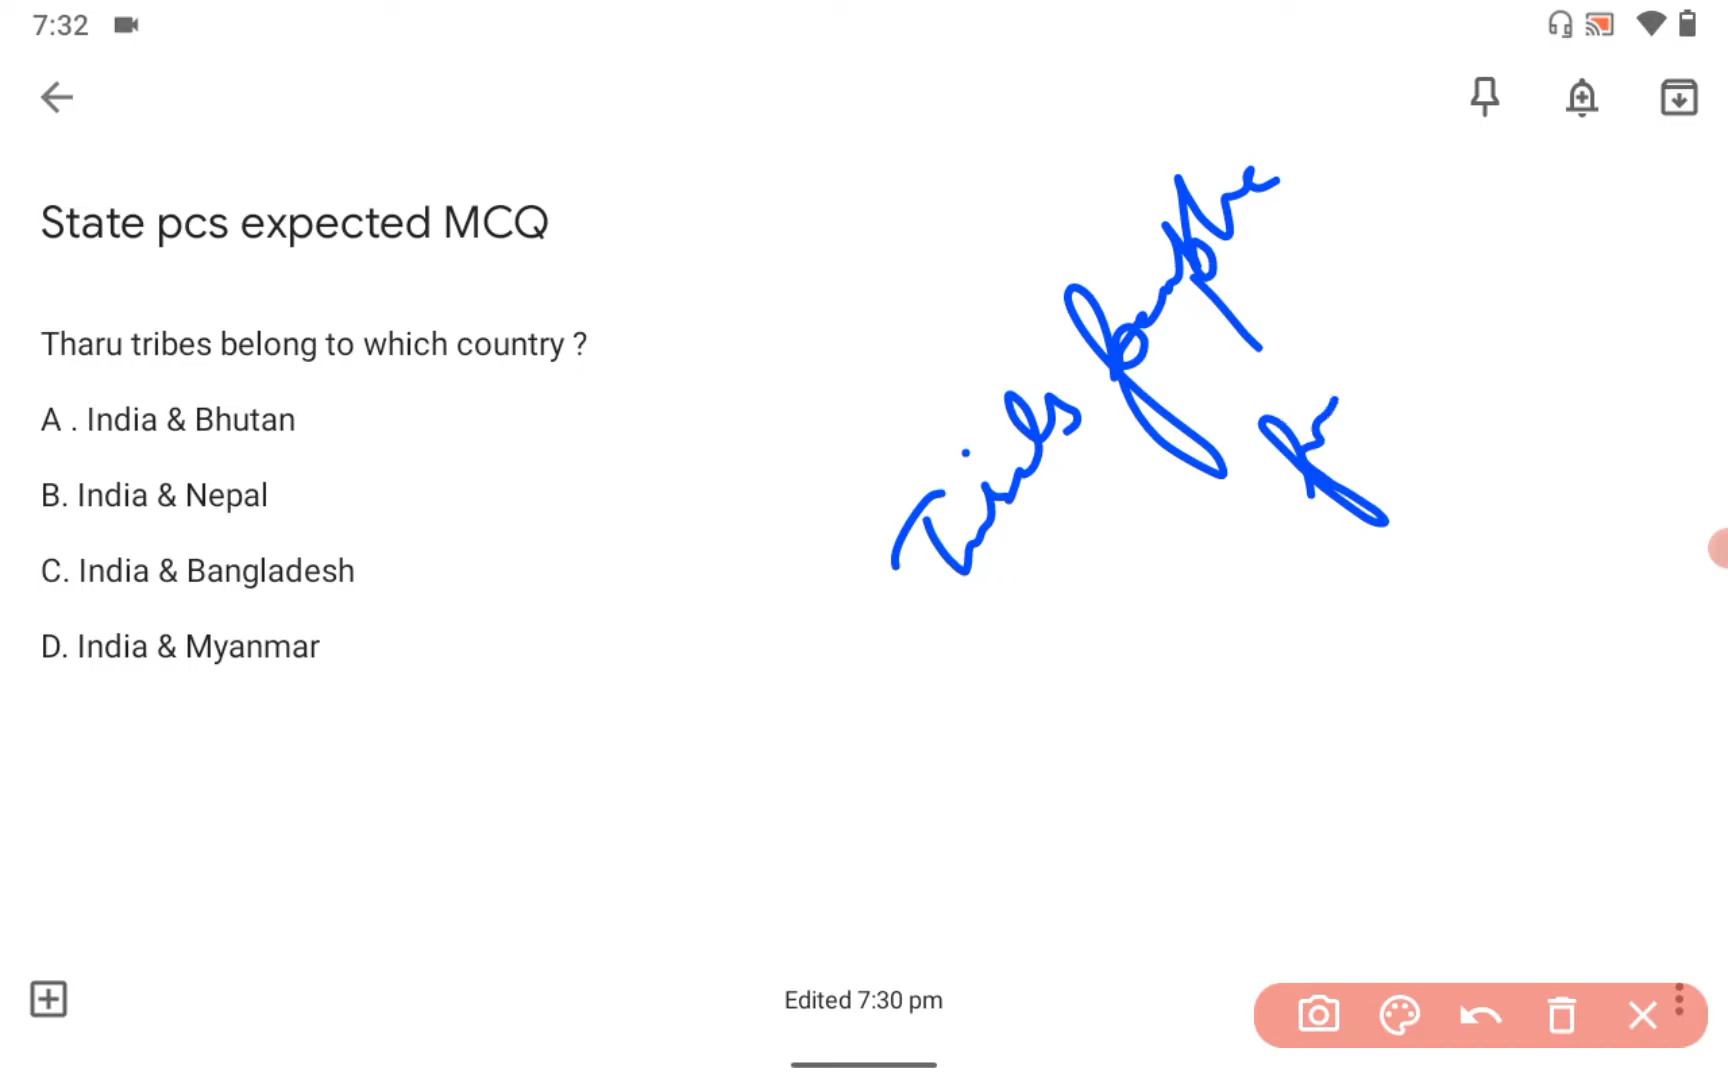 7:32
State pcs expected MCQ
Tharu tribes belong to which country ?
A . India & Bhutan
B. India & Nepal
C. India & Bangladesh
D. India & Myanmar
Edited 7:30 pm